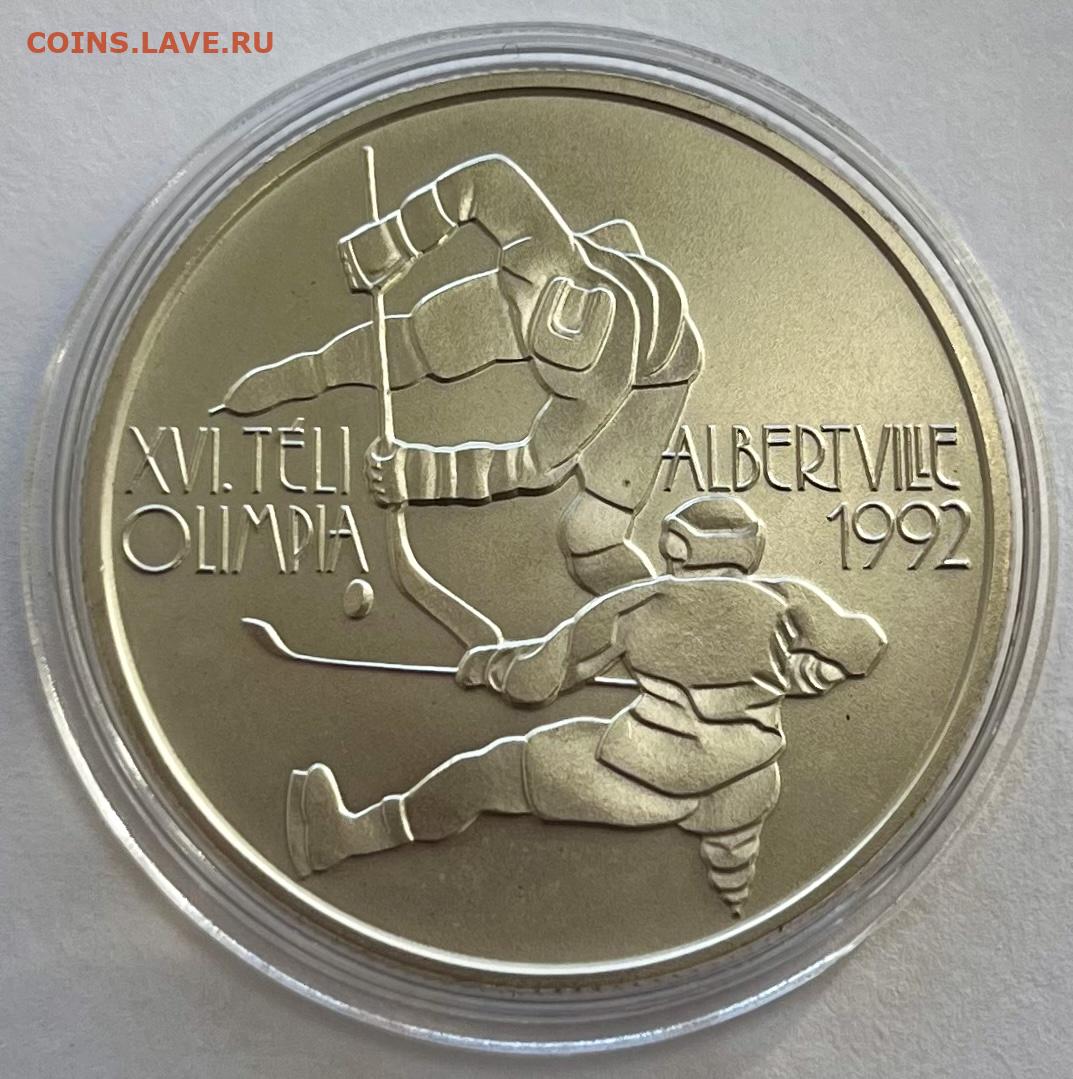 COINS.LAVE.RU
XVI. TÉLI
OLIMPIA
ALBERTVILLE
1992